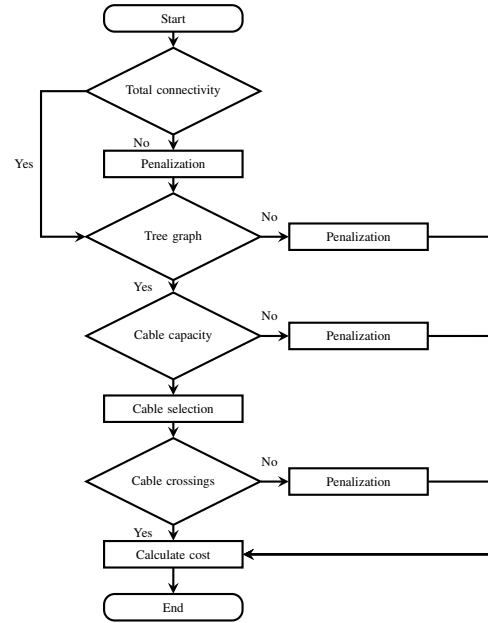 Start
Total connectivity
No
Penalization
Yes
No
Tree graph
Penalization
Yes
No
Cable capacity
Penalization
Cable selection
No
Cable crossings
Penalization
Yes
Calculate cost
End